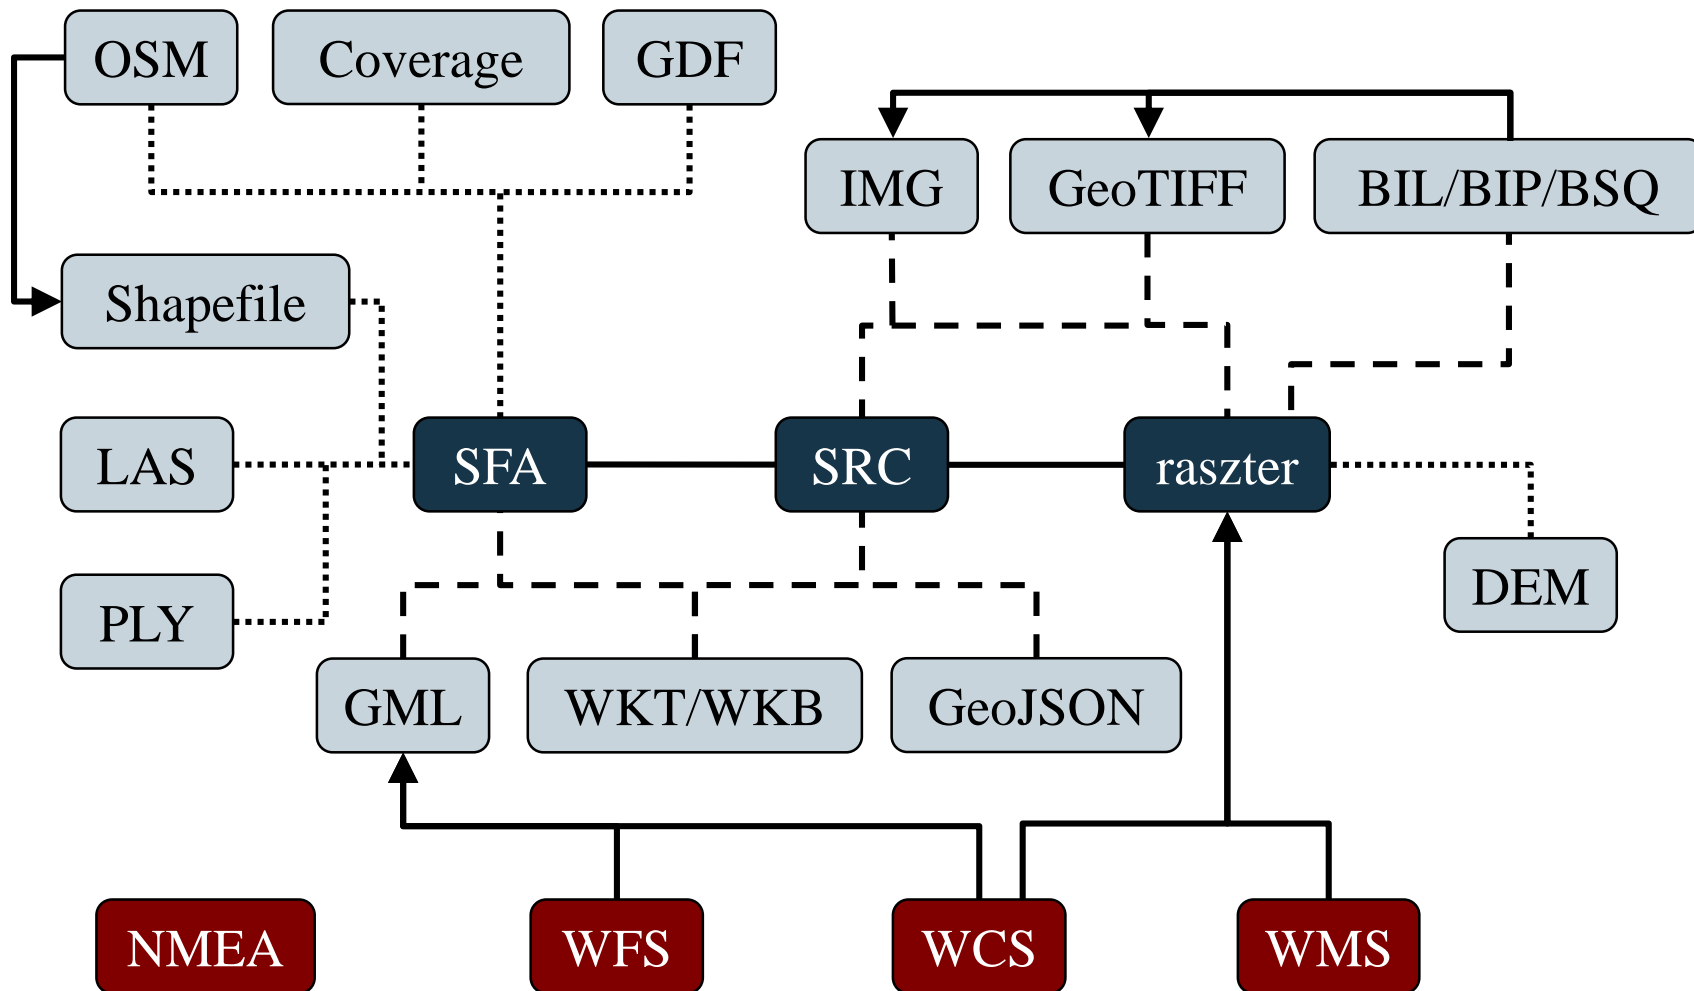 OSM
Coverage
GDF
IMG
GeoTIFF
BIL/BIP/BSQ
Shapefile
LAS
SFA
SRC
raszter
PLY
DEM
GML
WKT/WKB
GeoJSON
NMEA
WFS
WCS
WMS